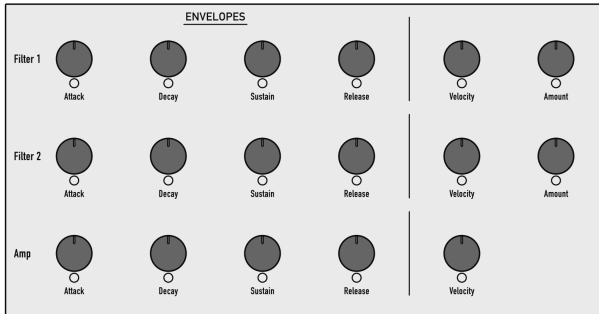 ENVELOPES
Filter 1
Attack Decay Sustain Release Velocity Amount
Filter 2
Attack Decay Sustain Release Velocity Amount
Amp
Attack Decay Sustain Release Velocity